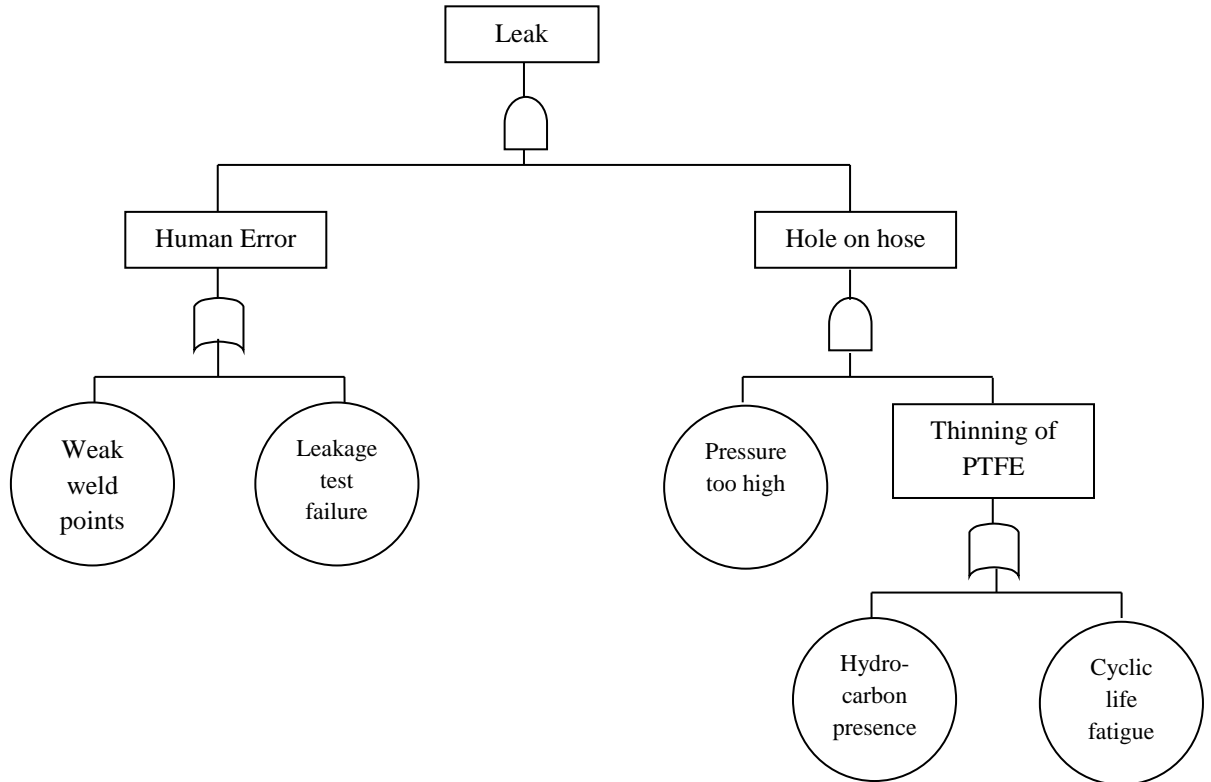 Leak
Human Error
Hole on hose
Weak
weld
points
Leakage
test
failure
Pressure
too high
Thinning of
PTFE
Hydro-
carbon
presence
Cyclic
life
fatigue